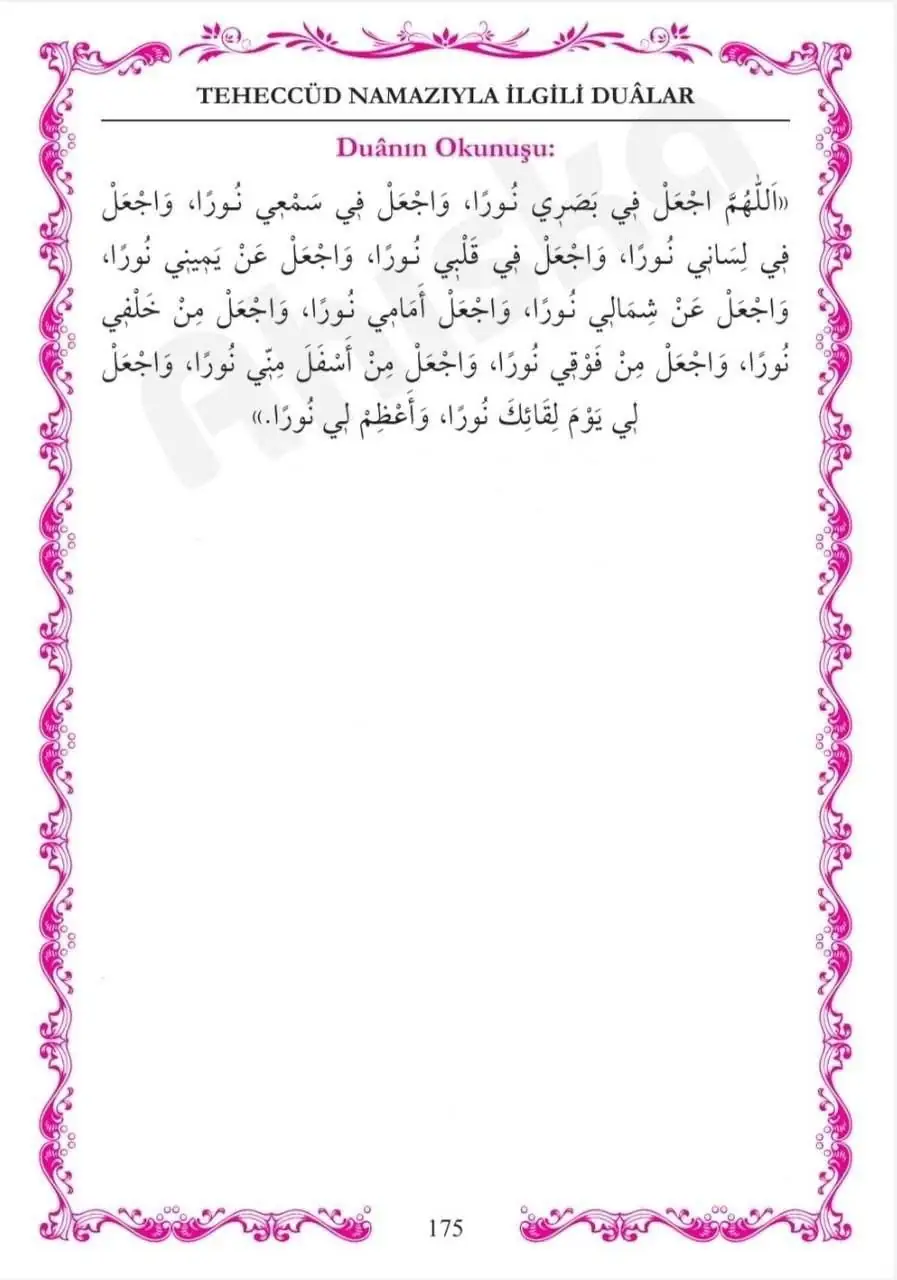 TEHECCÜD NAMAZIYLA İLGİLİ DUÂLAR
Duânın Okunuşu:
«اَللّٰهُمَّ اجْعَلْ فِي بَصَرِي نُورًا، وَاجْعَلْ فِي سَمْعِي نُورًا، وَاجْعَلْ
فِي لِسَانِي نُورًا، وَاجْعَلْ فِي قَلْبِي نُورًا، وَاجْعَلْ عَنْ يَمِينِي نُورًا،
وَاجْعَلْ عَنْ شِمَالِي نُورًا، وَاجْعَلْ أَمَامِي نُورًا، وَاجْعَلْ مِنْ خَلْفِي
نُورًا، وَاجْعَلْ مِنْ فَوْقِي نُورًا، وَاجْعَلْ مِنْ أَسْفَلَ مِنِّي نُورًا، وَاجْعَلْ
لِي يَوْمَ لِقَائِكَ نُورًا، وَأَعْظِمْ لِي نُورًا.»
Ahıska
175